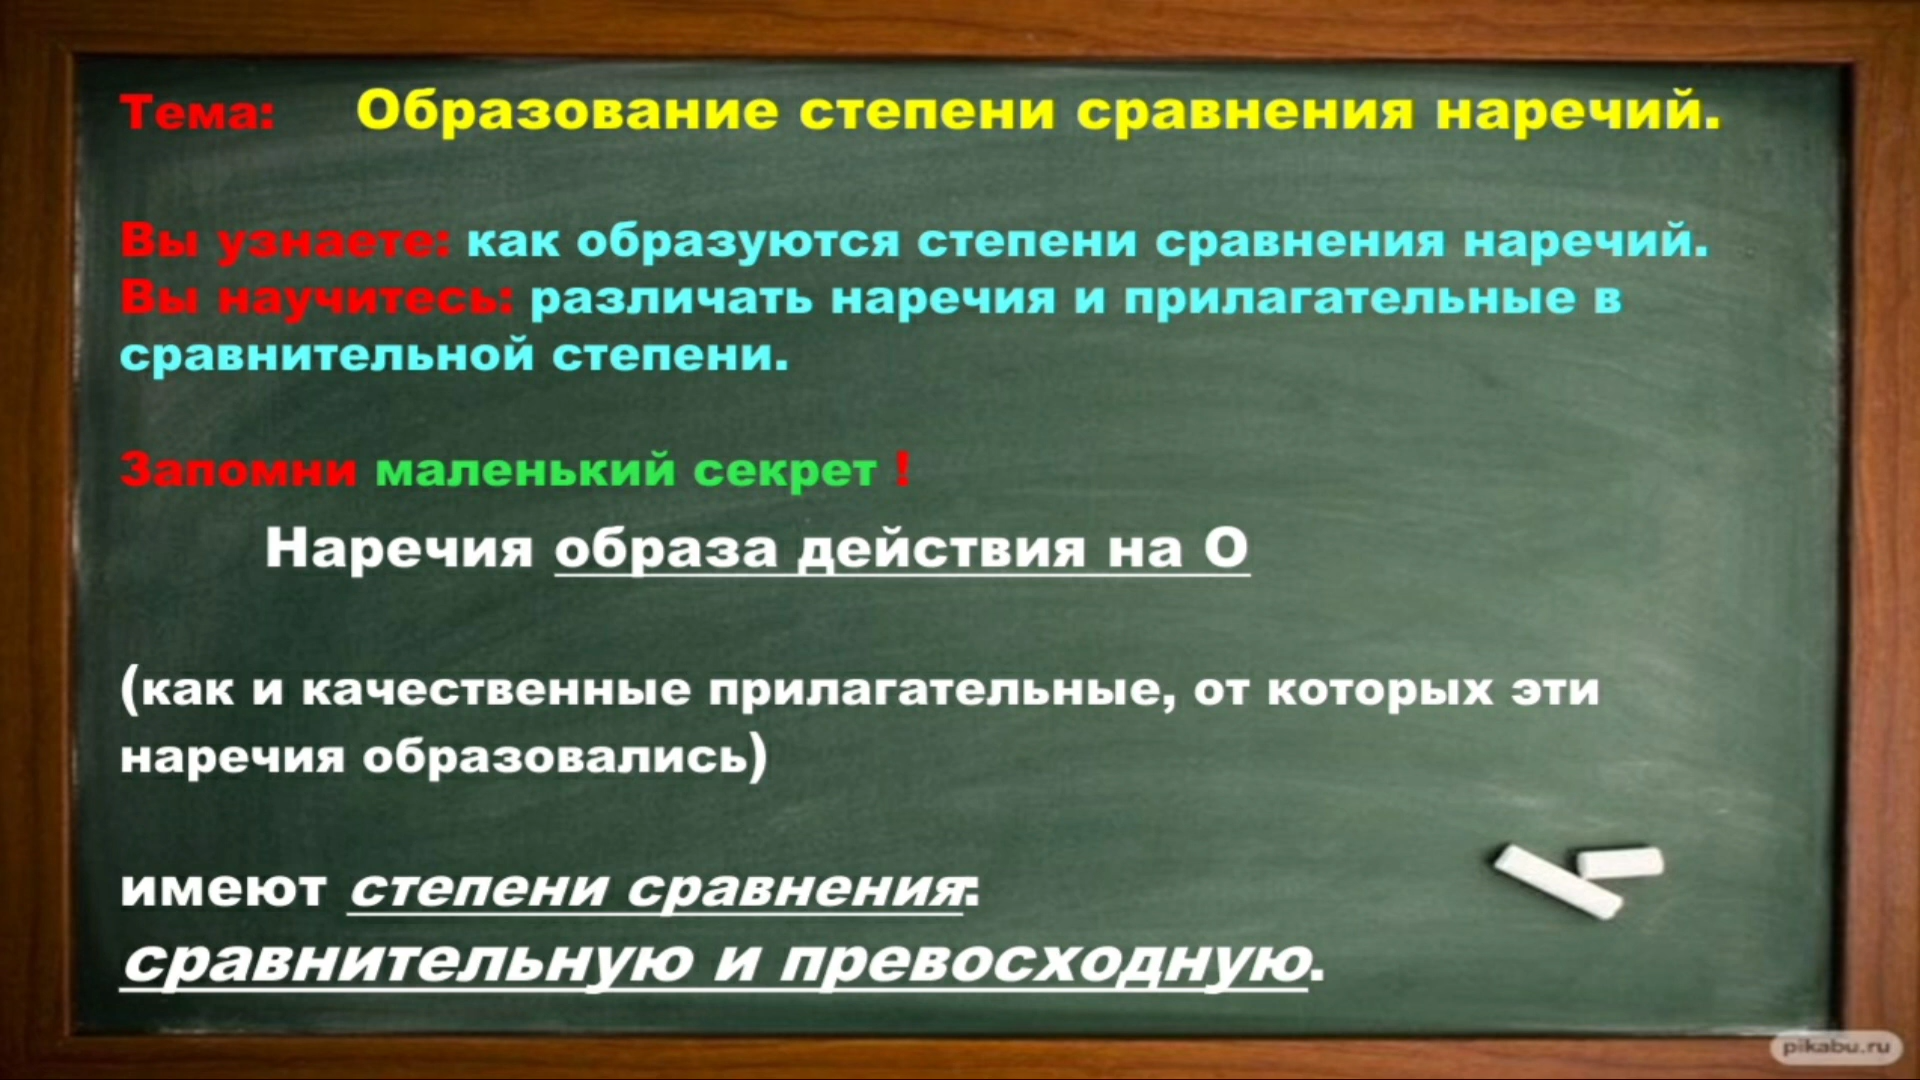 Тема: Образование степени сравнения наречий.
Вы узнаете: как образуются степени сравнения наречий.
Вы научитесь: различать наречия и прилагательные в
сравнительной степени.
Запомни маленький секрет !
Наречия образа действия на О
(как и качественные прилагательные, от которых эти
наречия образовались)
имеют степени сравнения:
сравнительную и превосходную.
pikabu.ru